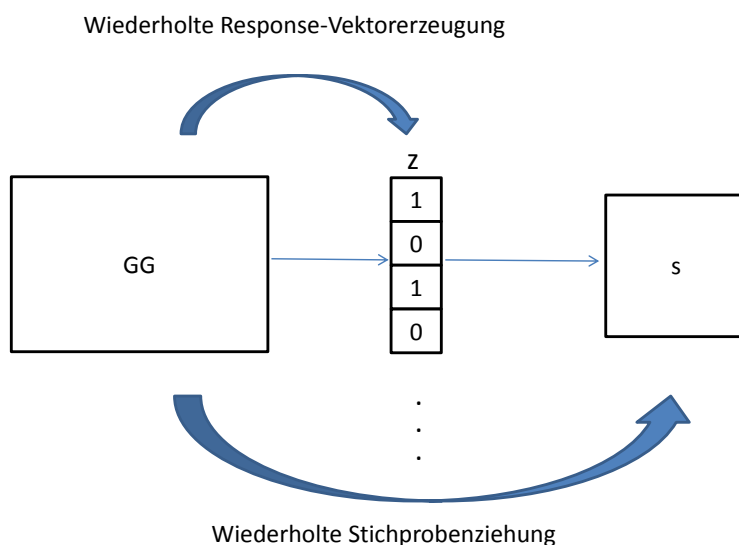 Wiederholte Response-Vektorerzeugung
z
1
0
GG
s
1
0
.
.
.
Wiederholte Stichprobenziehung